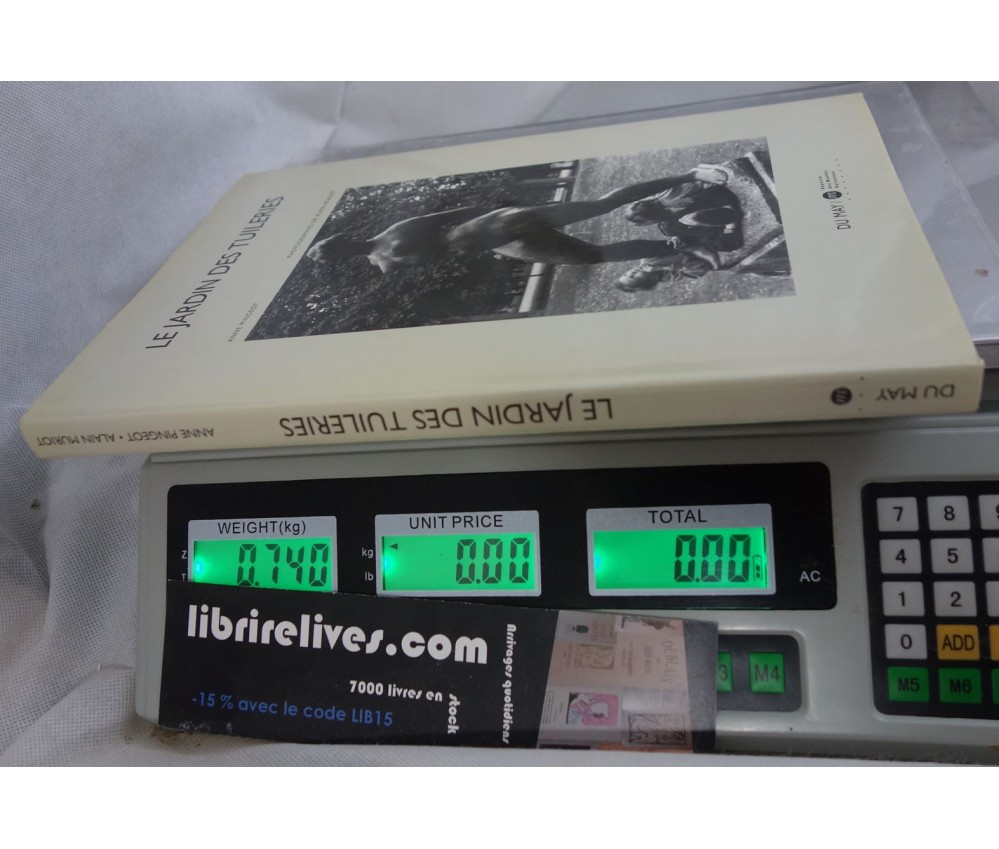 LE JARDIN DES TUILERIES
ANNE PINGEOT
DU MAY
ANNE PINGEOT • ALAIN MURIOT
LE JARDIN DES TUILERIES
DU MAY
WEIGHT(kg)
0.740
Z
T
UNIT PRICE
kg
lb
0.00
TOTAL
0.00
AC
7 8 9
4 5
1 2
0 ADD
M5 M6
3 M4
librirelives.com
7000 livres en stock
-15 % avec le code LIB15
Arrivages quotidiens